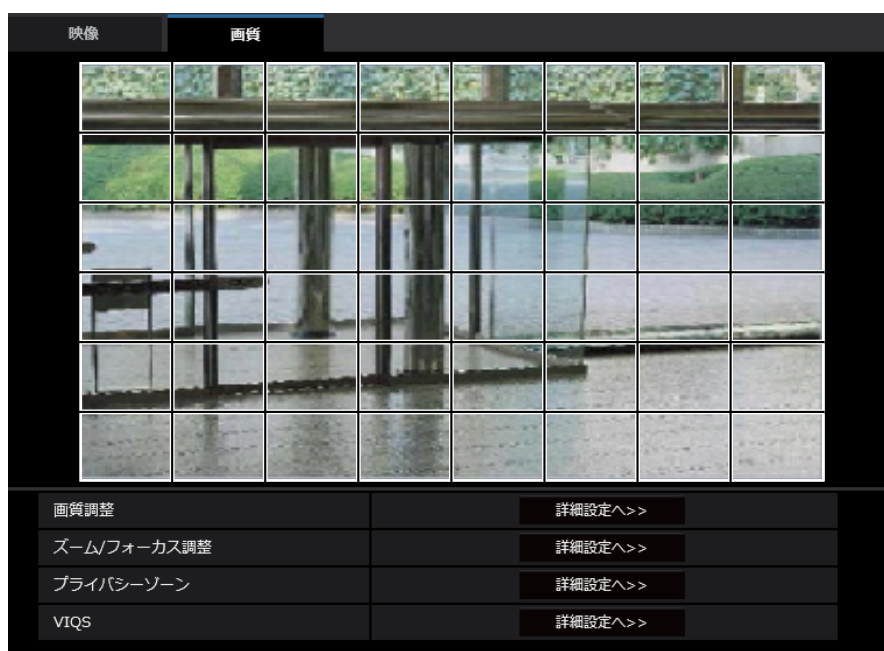 映像
画質
画質調整 詳細設定へ>>
ズーム/フォーカス調整 詳細設定へ>>
プライバシーゾーン 詳細設定へ>>
VIQS 詳細設定へ>>